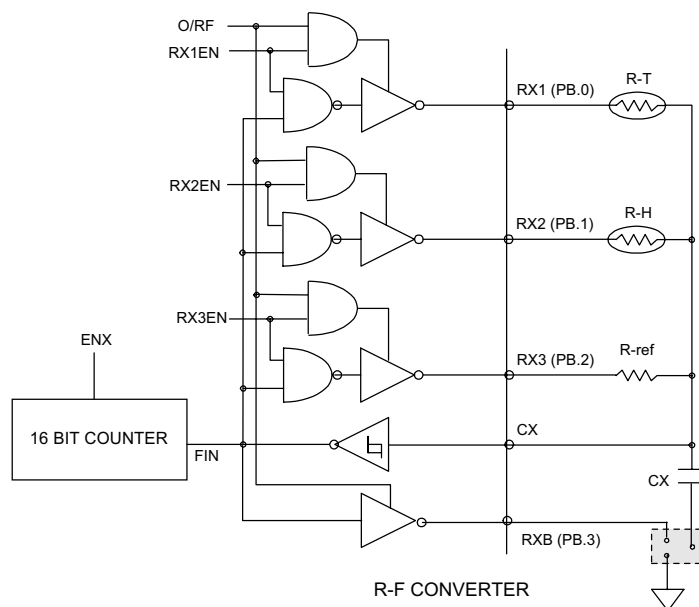 O/RF
RX1EN
RX1 (PB.0)
R-T
RX2EN
RX2 (PB.1)
R-H
RX3EN
RX3 (PB.2)
R-ref
ENX
16 BIT COUNTER
FIN
CX
CX
RXB (PB.3)
R-F CONVERTER